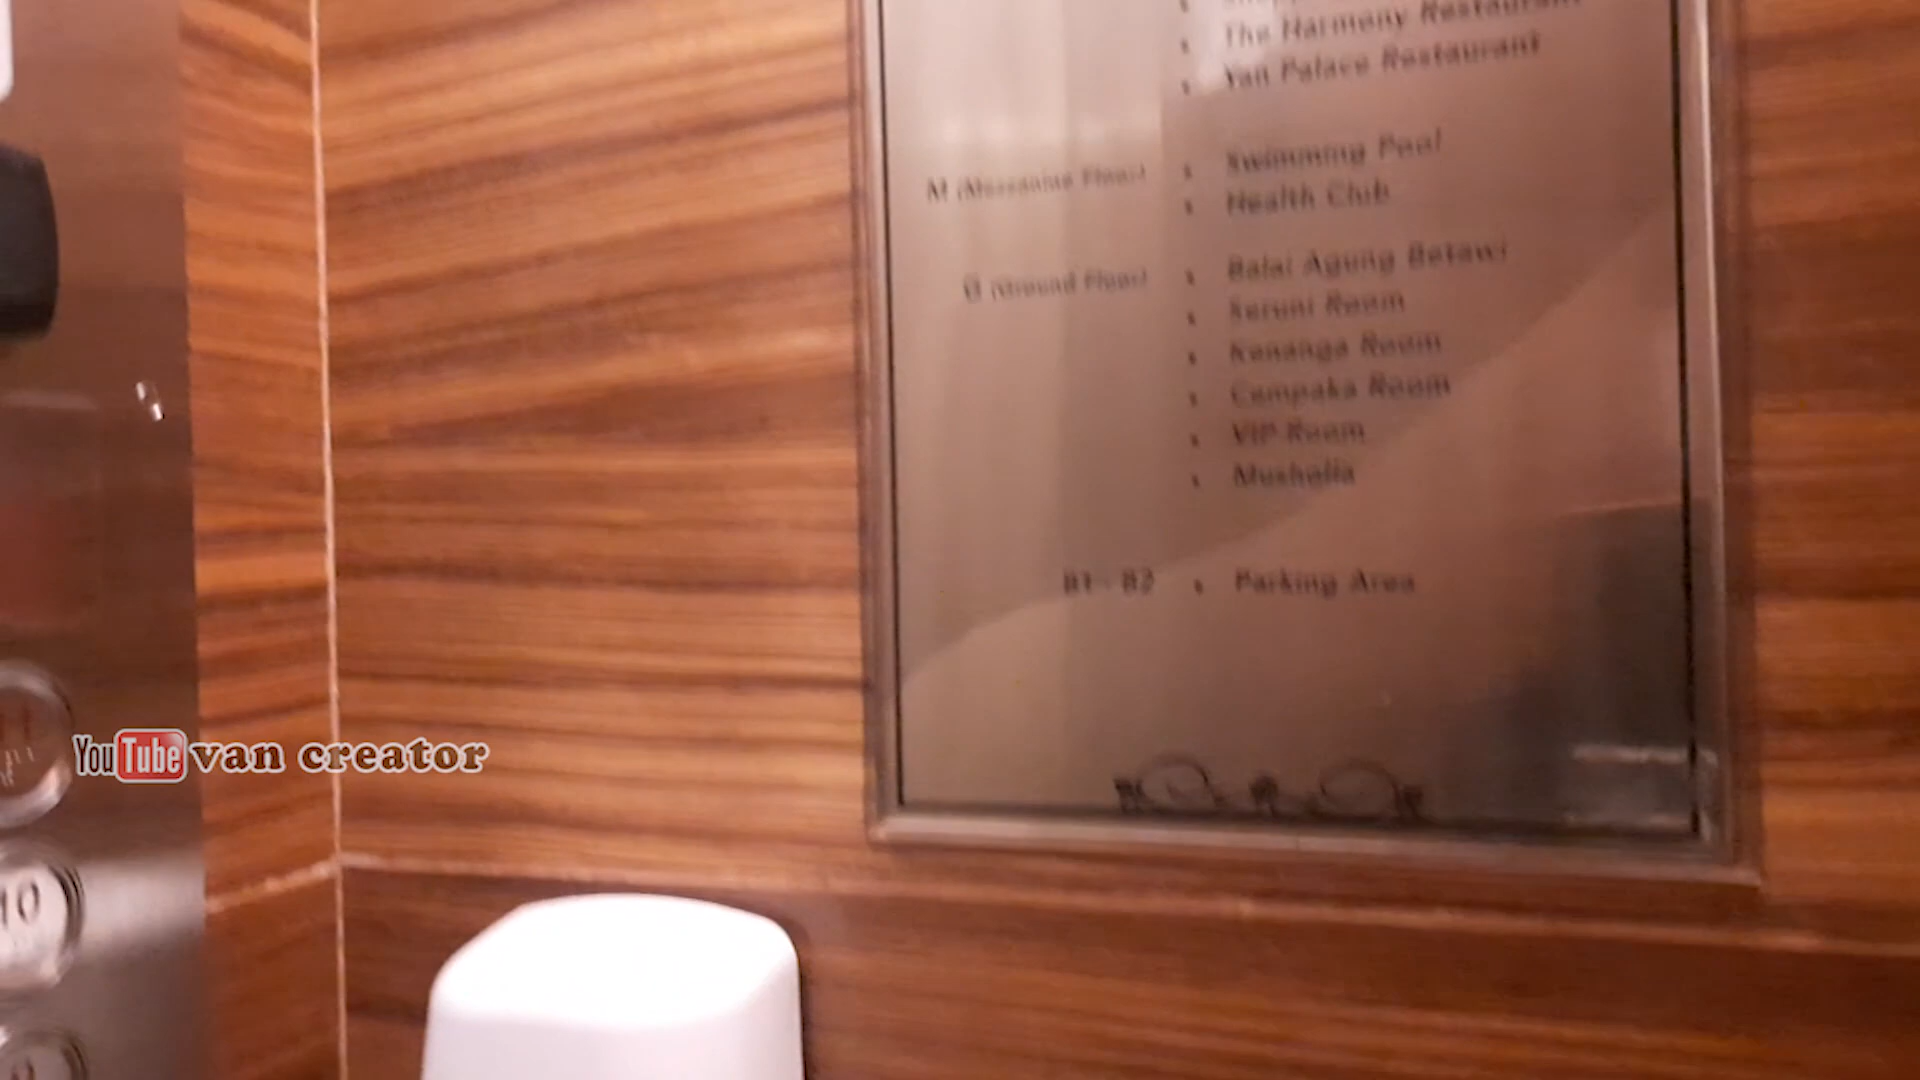 The Harmony Restaurant
Yan Palace Restaurant
M (Mezzanine Floor)
Swimming Pool
Health Club
G (Ground Floor)
Balai Agung Betawi
Seruni Room
Kenanga Room
Cempaka Room
VIP Room
Musholla
B1 - B2
Parking Area
YouTube van creator
10